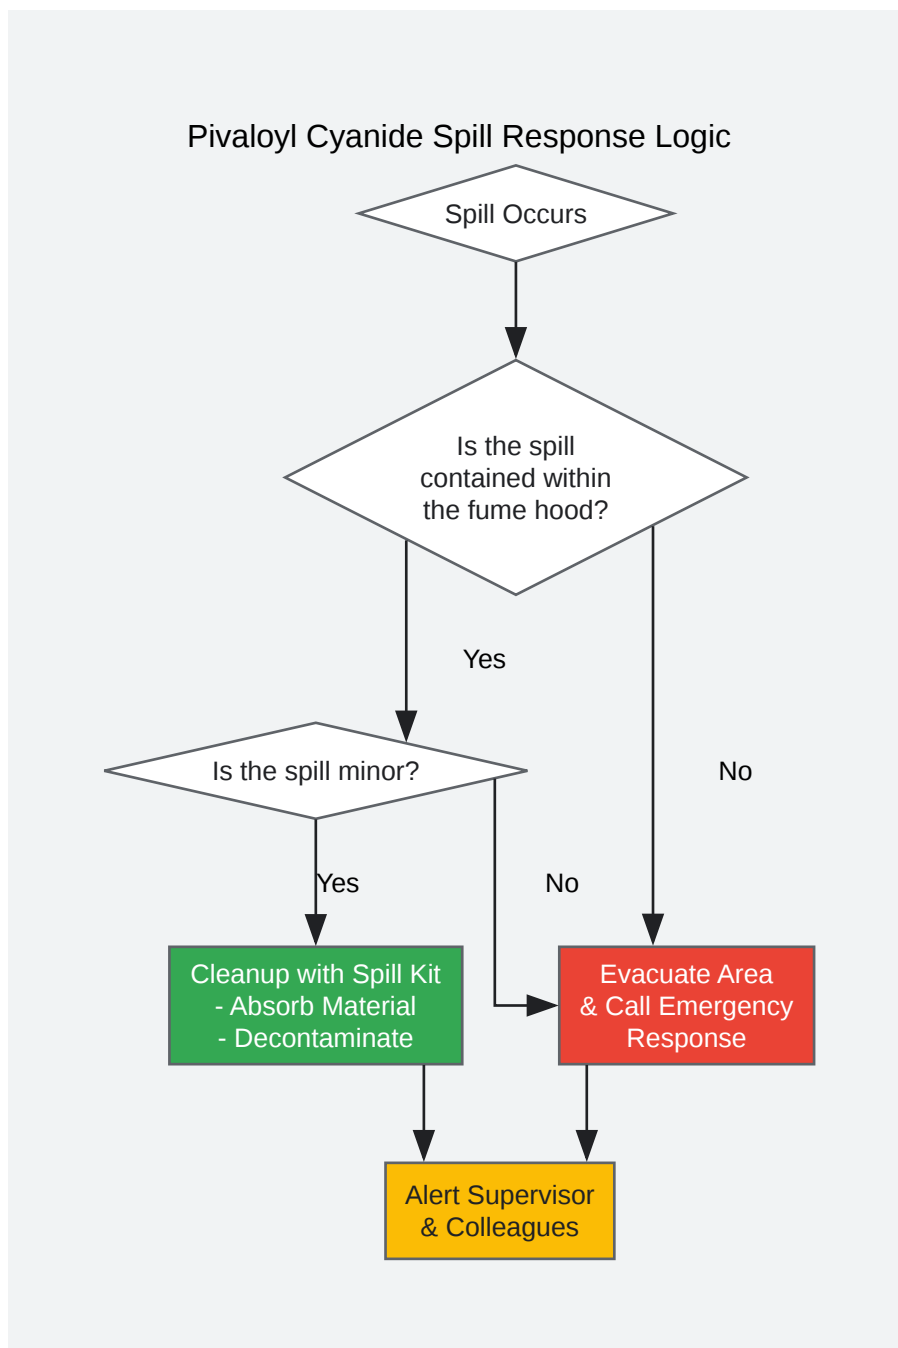 Pivaloyl Cyanide Spill Response Logic
Spill Occurs
Is the spill
contained within
the fume hood?
Yes
No
Is the spill minor?
Yes
No
Cleanup with Spill Kit
- Absorb Material
- Decontaminate
Evacuate Area
& Call Emergency
Response
Alert Supervisor
& Colleagues